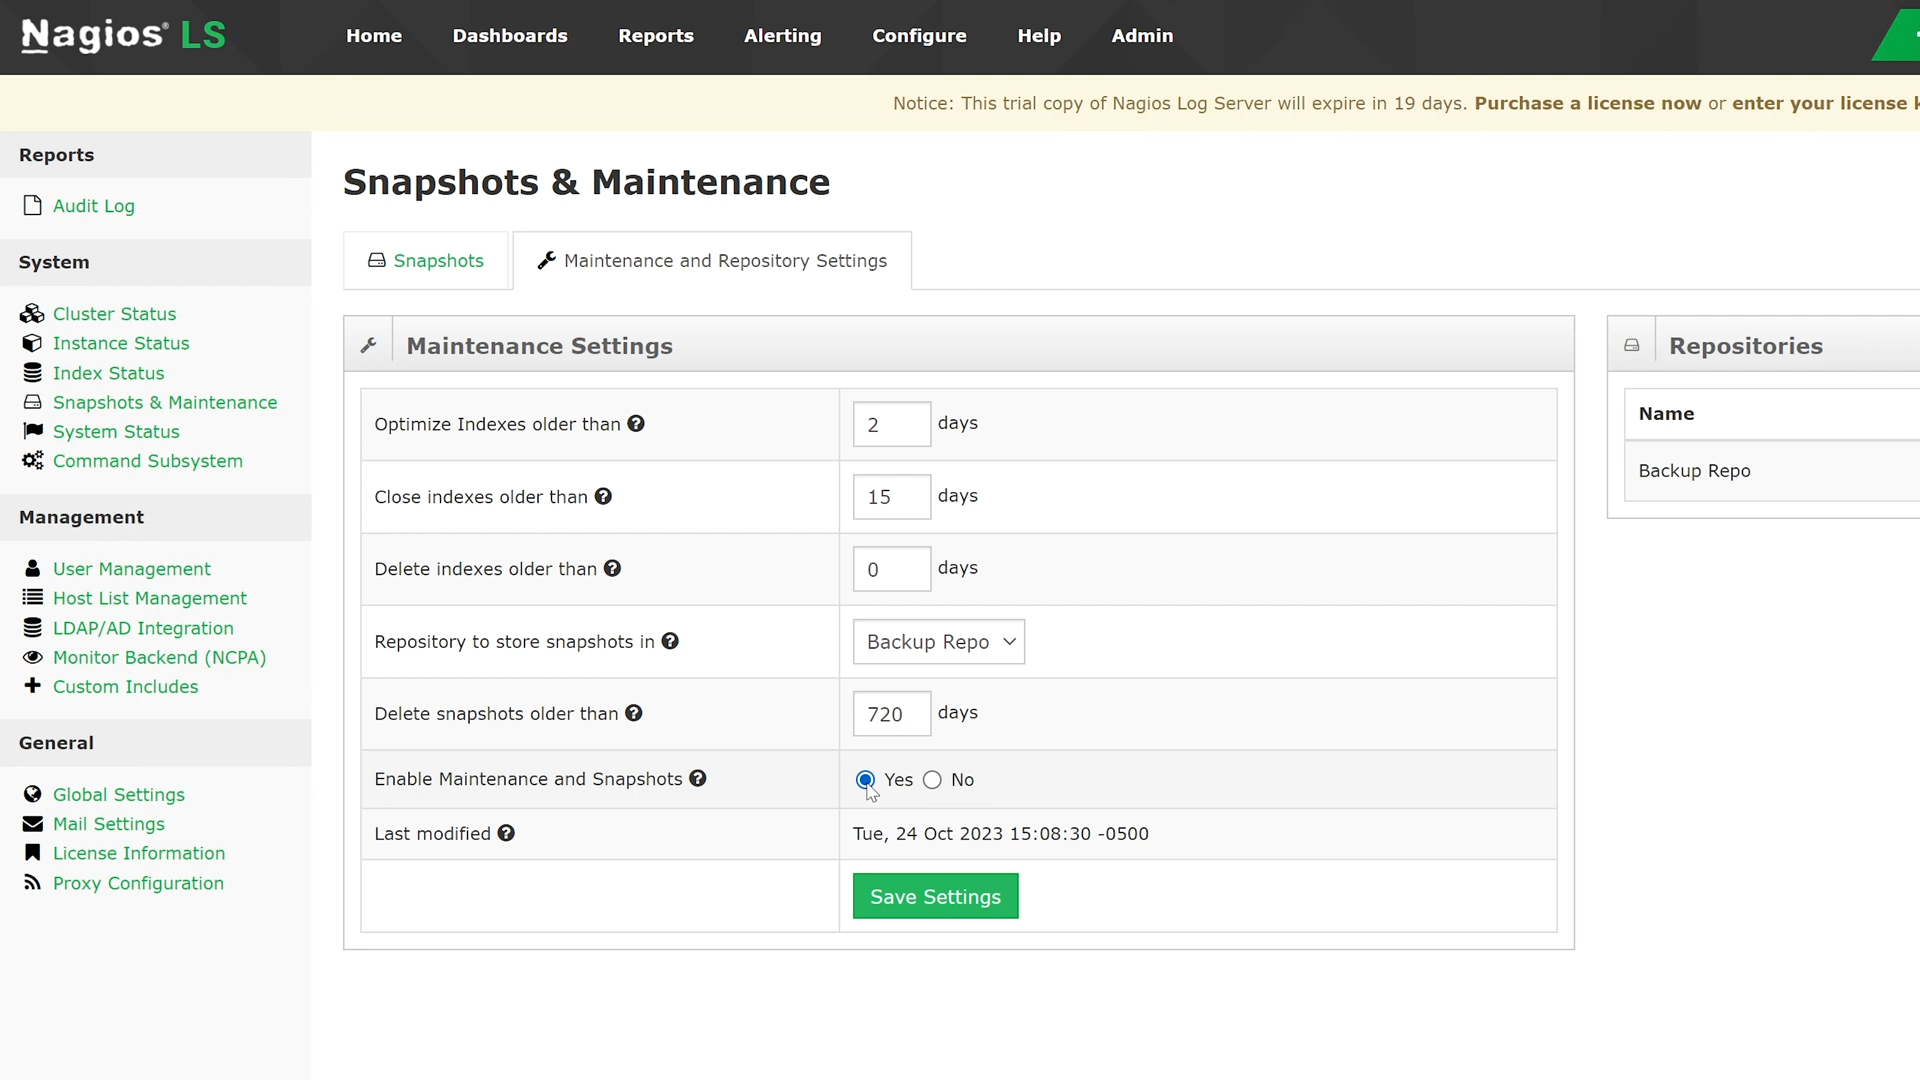 Nagios® LS
Home Dashboards Reports Alerting Configure Help Admin
Notice: This trial copy of Nagios Log Server will expire in 19 days. Purchase a license now or enter your license
Reports
Audit Log
System
Cluster Status
Instance Status
Index Status
Snapshots & Maintenance
System Status
Command Subsystem
Management
User Management
Host List Management
LDAP/AD Integration
Monitor Backend (NCPA)
Custom Includes
General
Global Settings
Mail Settings
License Information
Proxy Configuration
Snapshots & Maintenance
Snapshots
Maintenance and Repository Settings
Maintenance Settings
Optimize Indexes older than 2 days
Close indexes older than 15 days
Delete indexes older than 0 days
Repository to store snapshots in Backup Repo
Delete snapshots older than 720 days
Enable Maintenance and Snapshots Yes No
Last modified Tue, 24 Oct 2023 15:08:30 -0500
Save Settings
Repositories
Name
Backup Repo